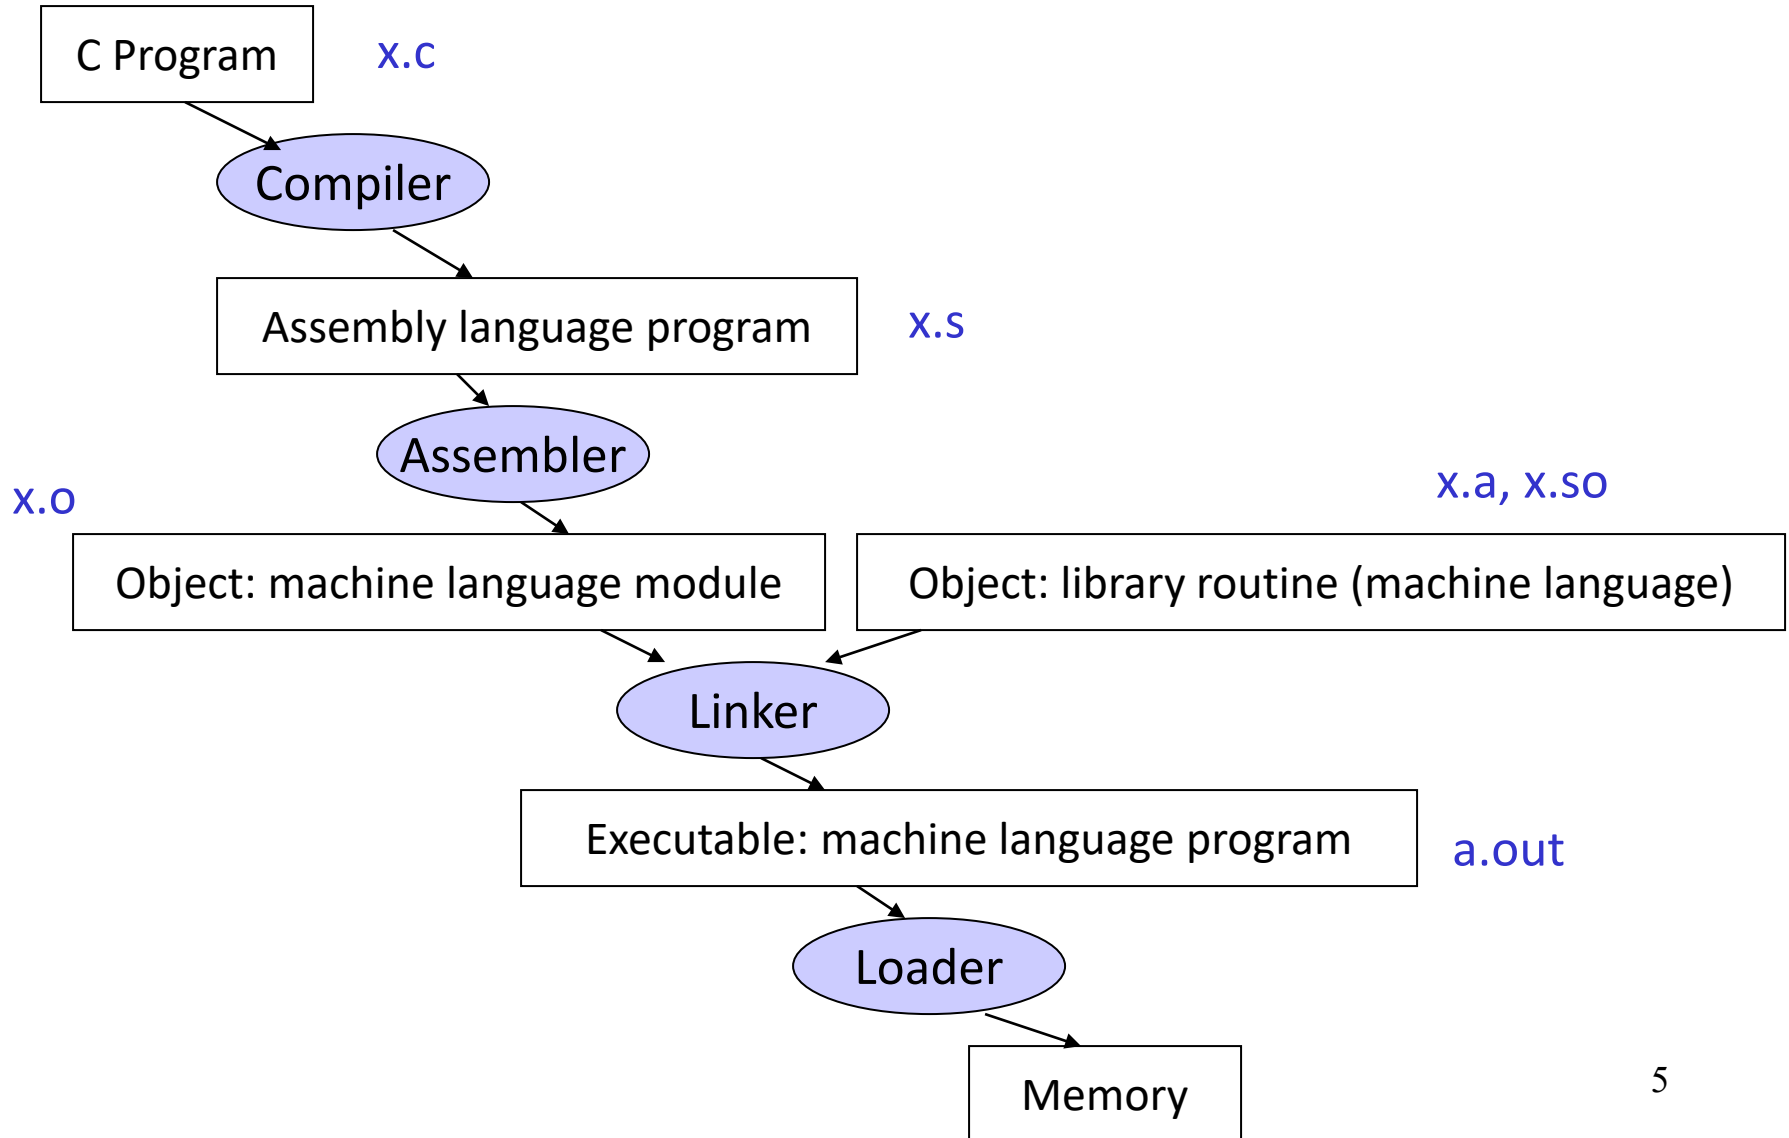 C Program
x.c
Compiler
Assembly language program
x.s
Assembler
x.o
x.a, x.so
Object: machine language module
Object: library routine (machine language)
Linker
Executable: machine language program
a.out
Loader
Memory
5